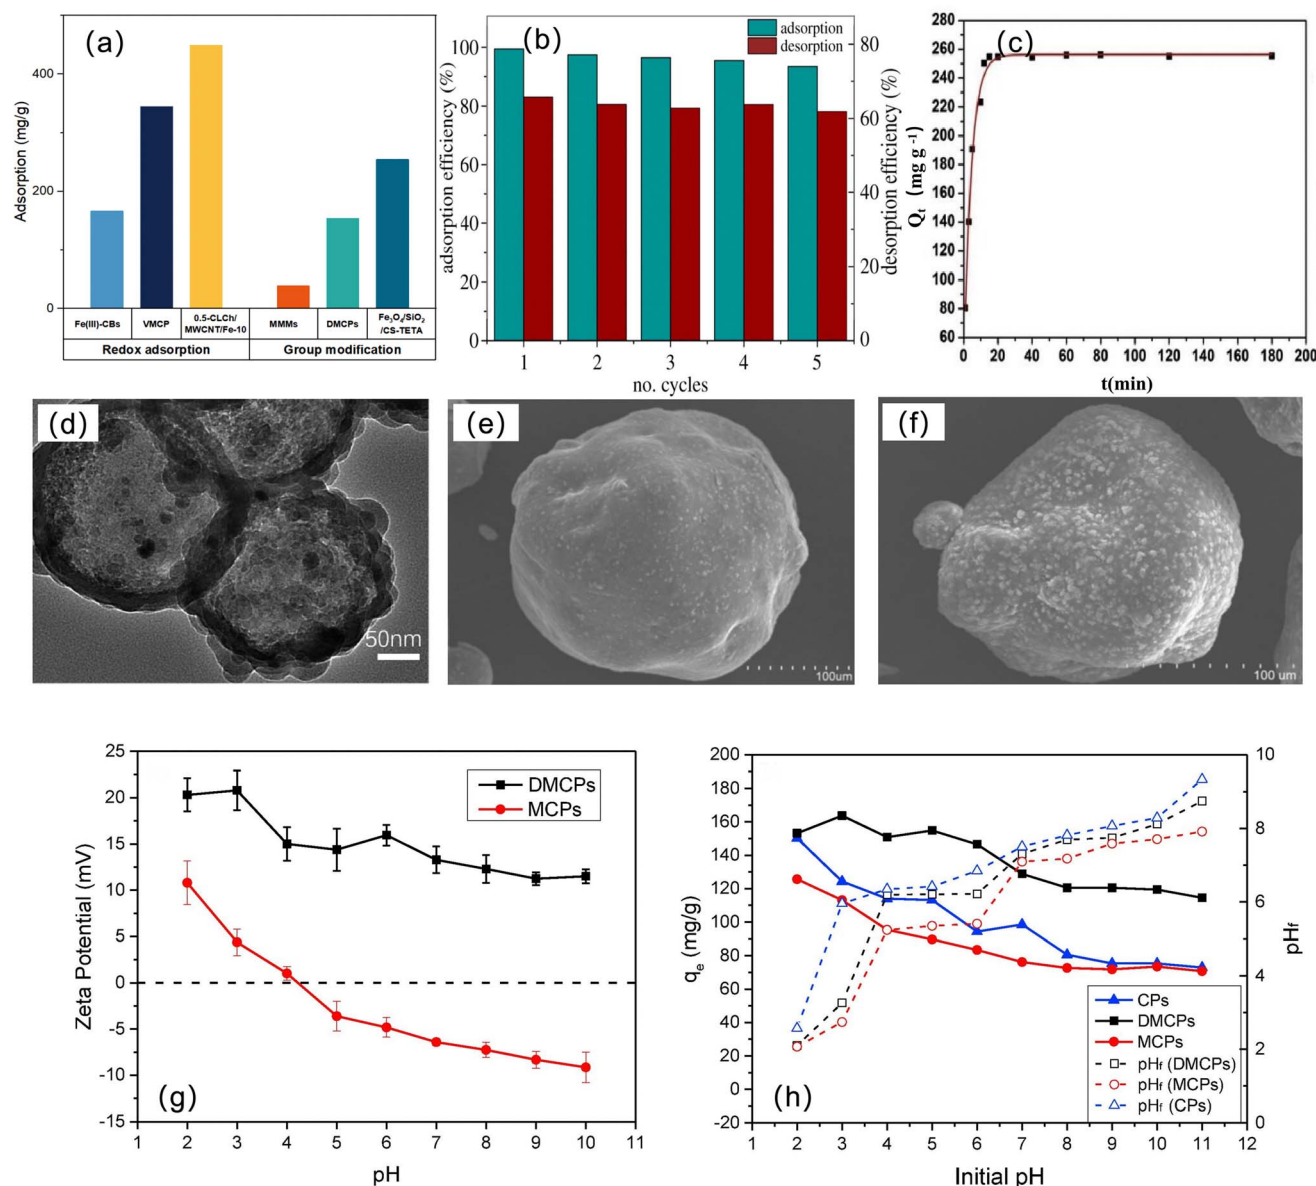 (a)
Adsorption (mg/g)
400
200
0
Fe(III)-CBs
VMCP
0.5-CLCh/
MWCNT/Fe-10
MMMs
DMCPs
Fe₃O₄/SiO₂
/CS-TETA
Redox adsorption
Group modification
(b)
adsorption
desorption
adsorption efficiency (%)
100
80
60
40
20
0
80
60
40
20
0
desorption efficiency (%)
1 2 3 4 5
no. cycles
(c)
Qt (mg g⁻¹)
280
260
240
220
200
180
160
140
120
100
80
60
0 20 40 60 80 100 120 140 160 180 200
t(min)
(d)
50nm
(e)
100um
(f)
100 um
(g)
DMCPs
MCPs
Zeta Potential (mV)
25
20
15
10
5
0
-5
-10
-15
1 2 3 4 5 6 7 8 9 10 11
pH
(h)
qe (mg/g)
200
180
160
140
120
100
80
60
40
20
0
-20
10
8
6
4
2
0
pHf
CPs
DMCPs
MCPs
pHf (DMCPs)
pHf (MCPs)
pHf (CPs)
1 2 3 4 5 6 7 8 9 10 11 12
Initial pH